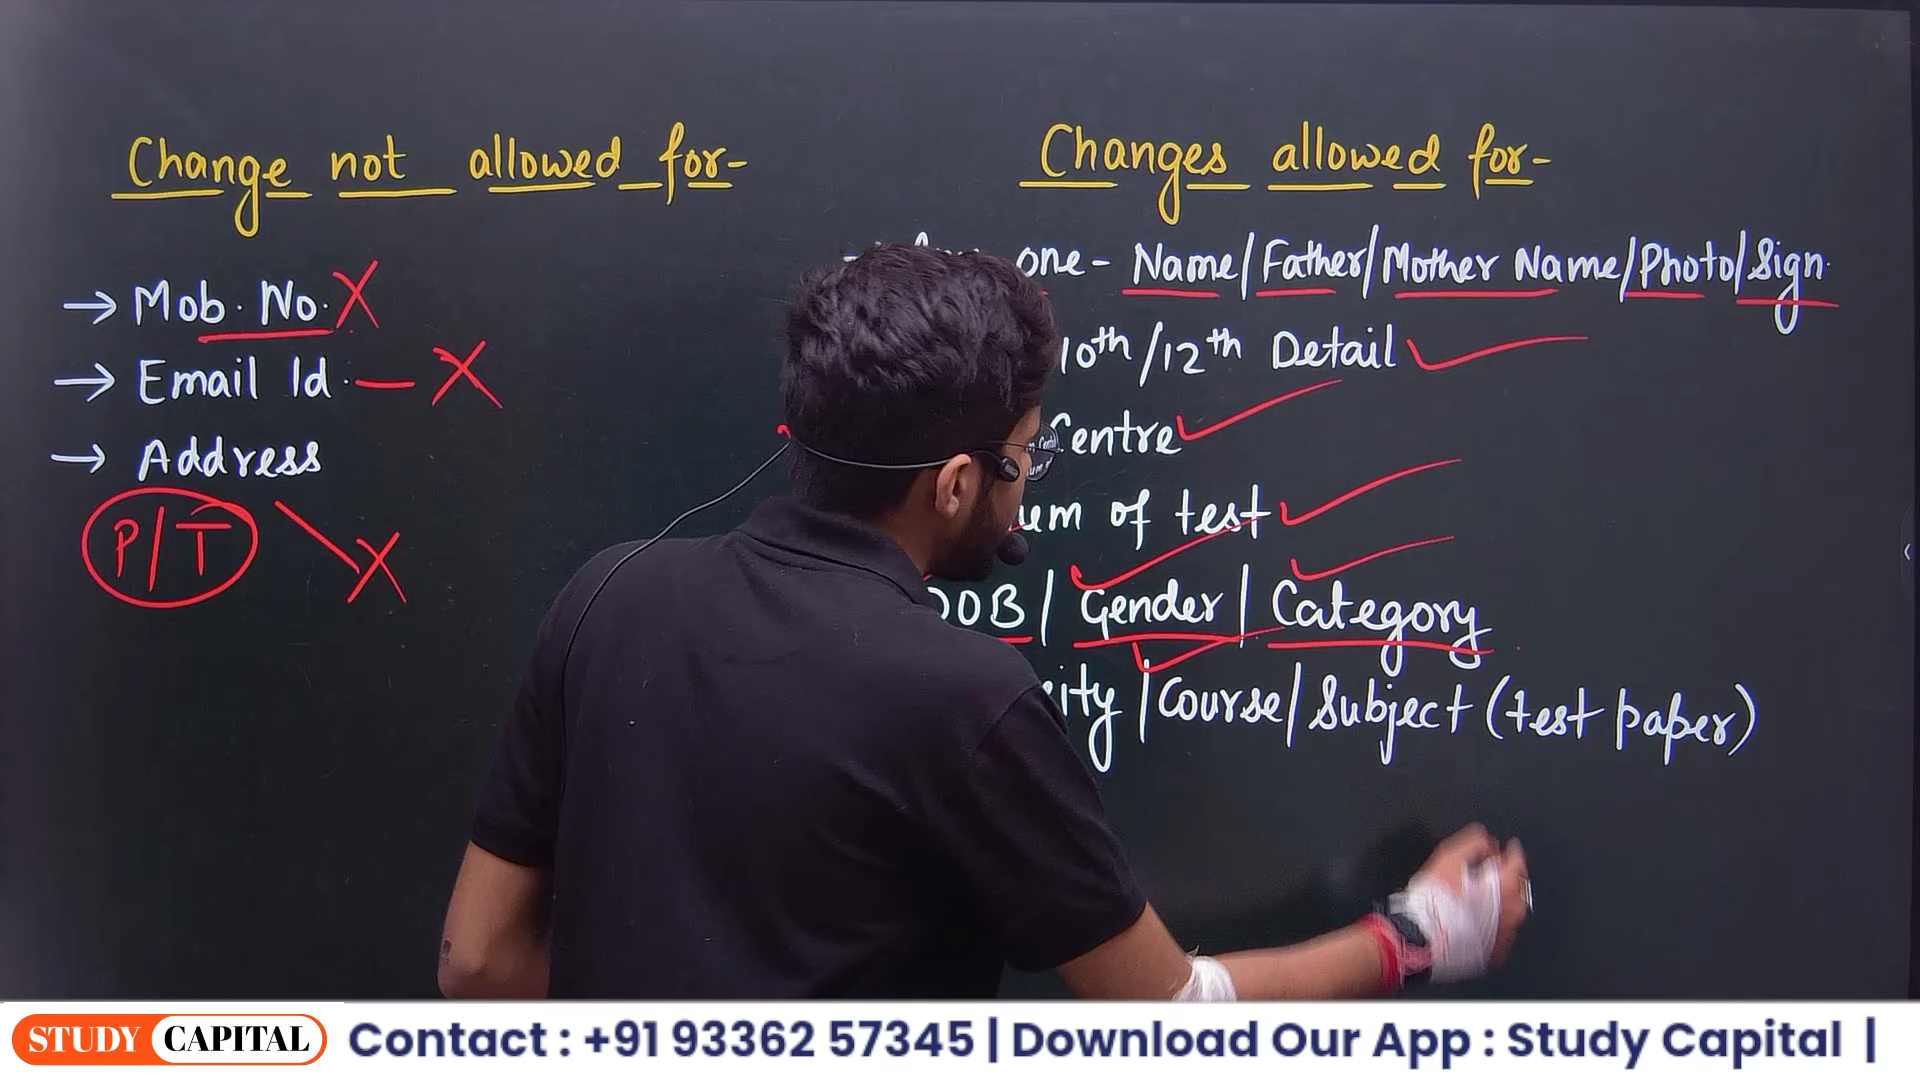 Change not allowed for-
→ Mob. No. X
→ Email Id. — X
→ Address
P/T X
Changes allowed for-
one - Name/Father/Mother Name/Photo/Sign.
10th/12th Detail
Centre
of test
DOB/Gender/Category
/Course/Subject (test paper)
STUDY CAPITAL Contact : +91 93362 57345 | Download Our App : Study Capital |